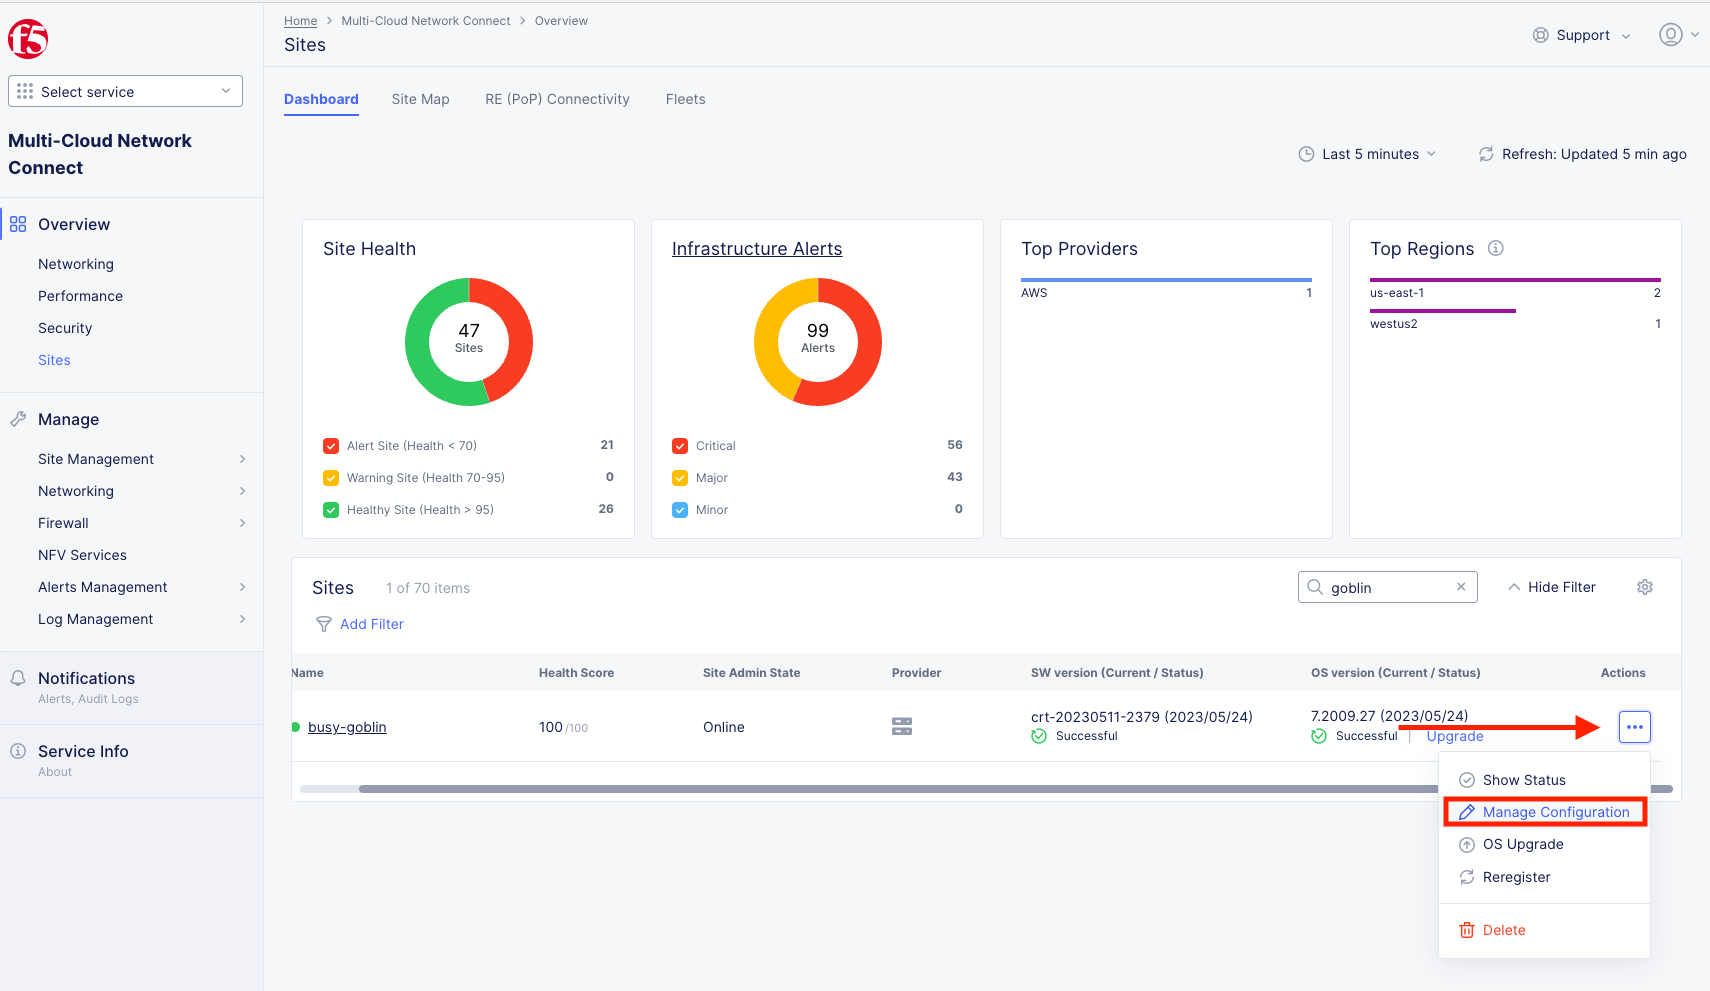 f5
Home > Multi-Cloud Network Connect > Overview
Sites
Support
Select service
Multi-Cloud Network
Connect
Overview
Networking
Performance
Security
Sites
Manage
Site Management
Networking
Firewall
NFV Services
Alerts Management
Log Management
Notifications
Alerts, Audit Logs
Service Info
About
Dashboard Site Map RE (PoP) Connectivity Fleets
Last 5 minutes Refresh: Updated 5 min ago
Site Health
47
Sites
Alert Site (Health < 70) 21
Warning Site (Health 70-95) 0
Healthy Site (Health > 95) 26
Infrastructure Alerts
99
Alerts
Critical 56
Major 43
Minor 0
Top Providers
AWS 1
Top Regions
us-east-1 2
westus2 1
Sites 1 of 70 items goblin Hide Filter
Add Filter
Name Health Score Site Admin State Provider SW version (Current / Status) OS version (Current / Status) Actions
busy-goblin 100 /100 Online crt-20230511-2379 (2023/05/24) 7.2009.27 (2023/05/24)
Successful Successful | Upgrade
Show Status
Manage Configuration
OS Upgrade
Reregister
Delete